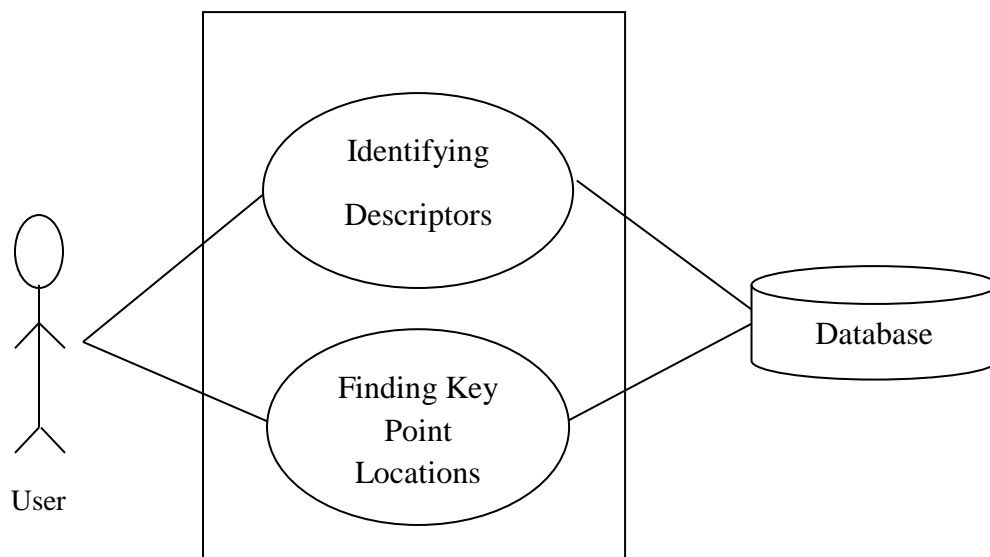 Identifying
Descriptors
Database
Finding Key
Point
Locations
User